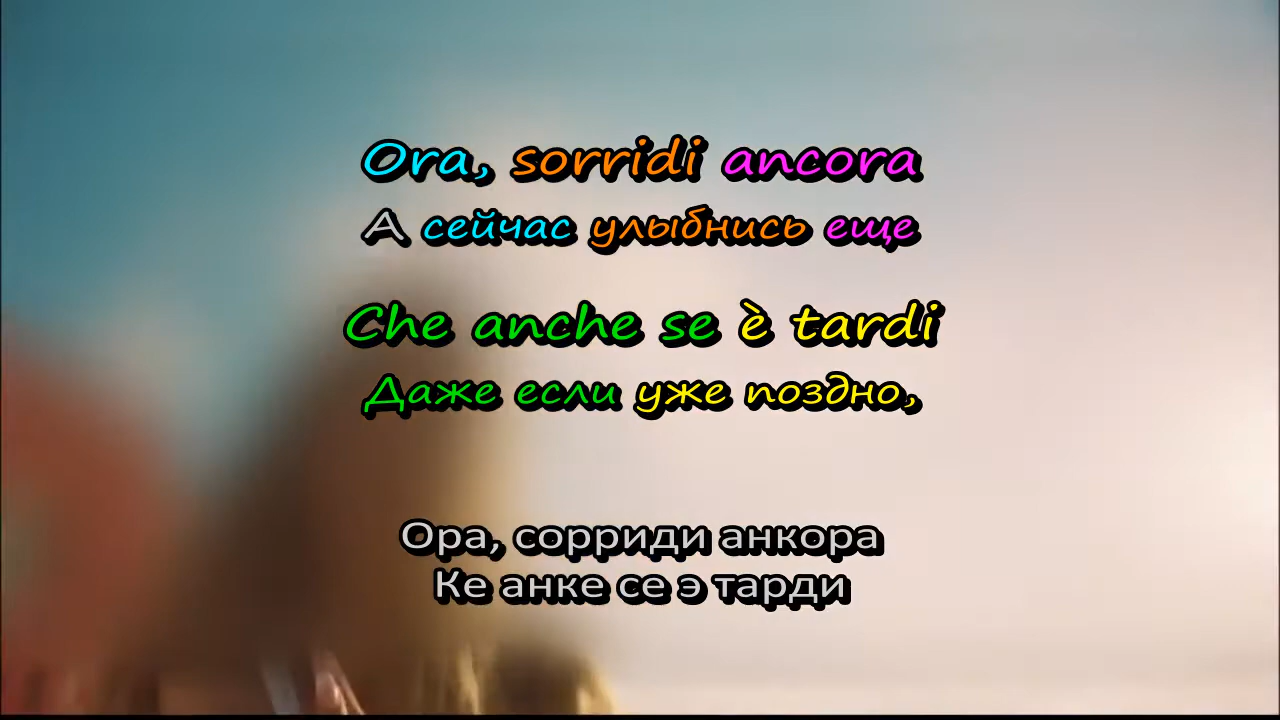 Ora, sorridi ancora
А сейчас улыбнись еще
Che anche se è tardi
Даже если уже поздно,
Ора, сорриди анкора
Ке анке се э тарди